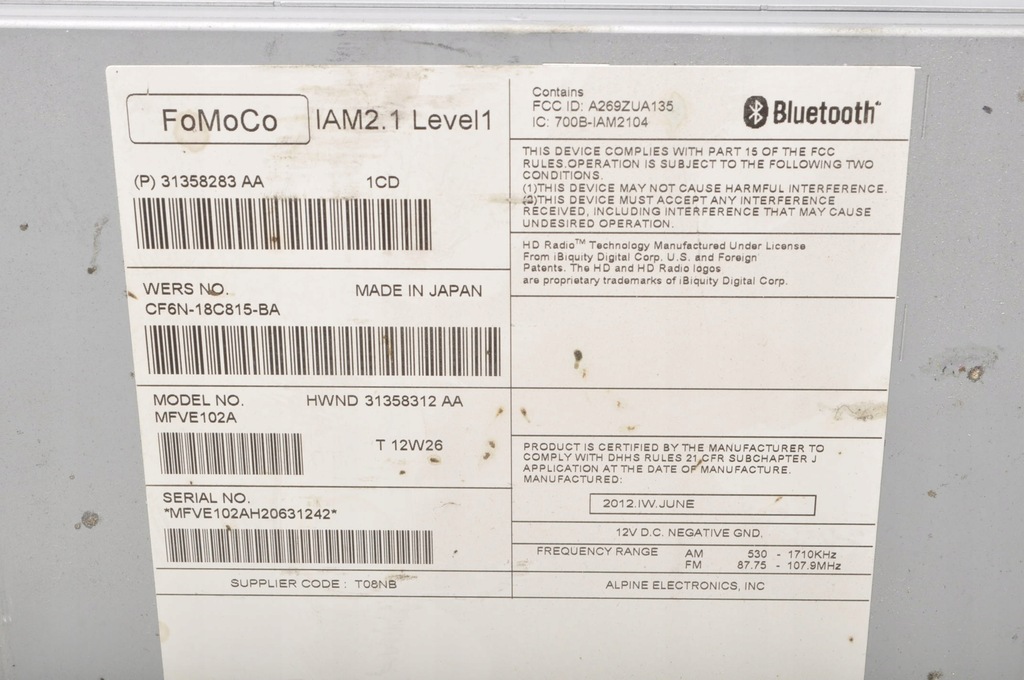 FoMoCo
IAM2.1 Level1
(P) 31358283 AA 1CD
WERS NO. MADE IN JAPAN
CF6N-18C815-BA
MODEL NO. HWND 31358312 AA
MFVE102A
T 12W26
SERIAL NO.
*MFVE102AH20631242*
SUPPLIER CODE : T08NB
Contains
FCC ID: A269ZUA135
IC: 700B-IAM2104
Bluetooth
THIS DEVICE COMPLIES WITH PART 15 OF THE FCC
RULES.OPERATION IS SUBJECT TO THE FOLLOWING TWO
CONDITIONS.
(1)THIS DEVICE MAY NOT CAUSE HARMFUL INTERFERENCE.
(2)THIS DEVICE MUST ACCEPT ANY INTERFERENCE
RECEIVED, INCLUDING INTERFERENCE THAT MAY CAUSE
UNDESIRED OPERATION.
HD Radio™ Technology Manufactured Under License
From iBiquity Digital Corp. U.S. and Foreign
Patents. The HD and HD Radio logos
are proprietary trademarks of iBiquity Digital Corp.
PRODUCT IS CERTIFIED BY THE MANUFACTURER TO
COMPLY WITH DHHS RULES 21 CFR SUBCHAPTER J
APPLICATION AT THE DATE OF MANUFACTURE.
MANUFACTURED:
2012.IW.JUNE
12V D.C. NEGATIVE GND.
FREQUENCY RANGE AM 530 - 1710KHz
FM 87.75 - 107.9MHz
ALPINE ELECTRONICS, INC